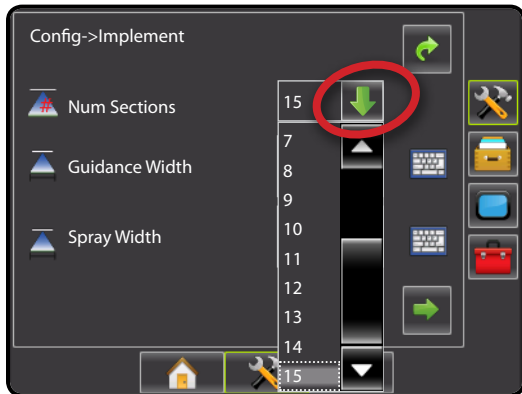 Config->Implement
Num Sections
15
7
8
Guidance Width
9
10
Spray Width
11
12
13
14
15